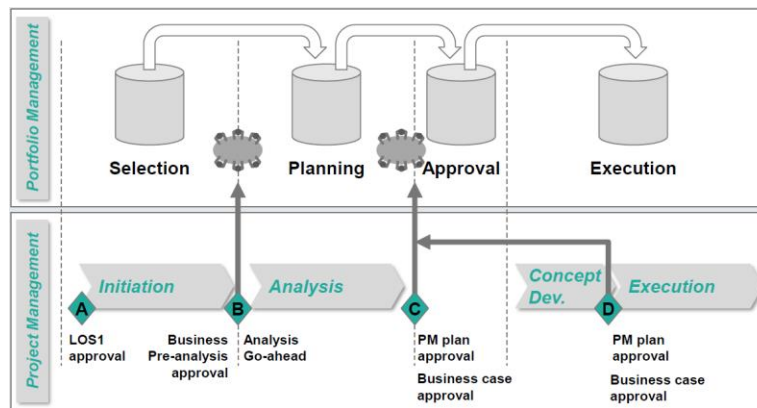 Portfolio Management
Selection
Planning
Approval
Execution
Project Management
Initiation
Analysis
Concept
Dev.
Execution
A
B
C
D
LOS1
approval
Business
Pre-analysis
approval
Analysis
Go-ahead
PM plan
approval
Business case
approval
PM plan
approval
Business case
approval